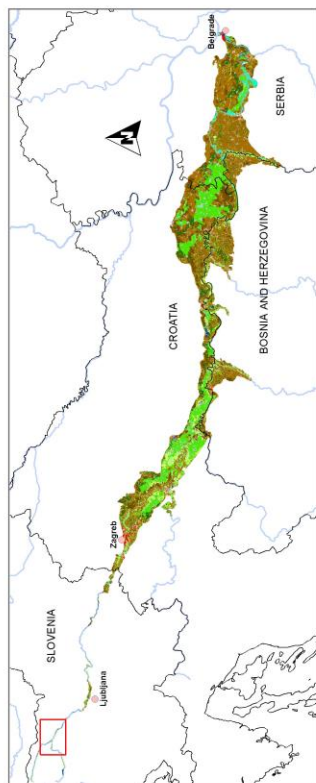 SLOVENIA
Ljubljana
Zagreb
CROATIA
BOSNIA AND HERZEGOVINA
SERBIA
Belgrade
N